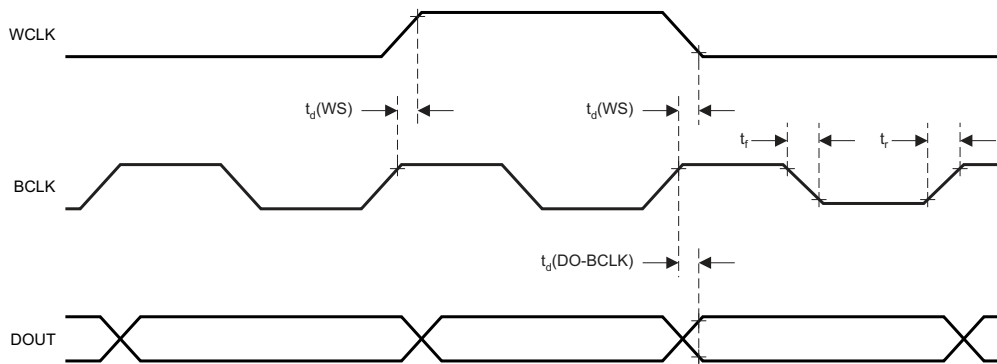 WCLK
t_d(WS) t_d(WS)
t_f t_r
BCLK
t_d(DO-BCLK)
DOUT